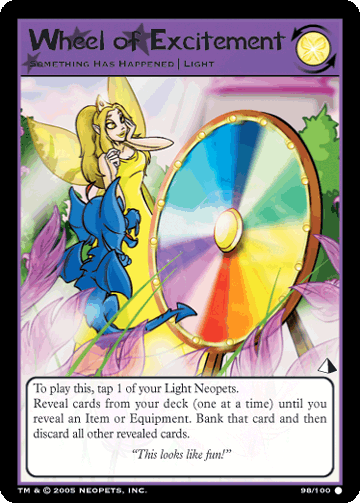 Wheel of Excitement
Something Has Happened | Light
To play this, tap 1 of your Light Neopets.
Reveal cards from your deck (one at a time) until you
reveal an Item or Equipment. Bank that card and then
discard all other revealed cards.
"This looks like fun!"
TM & © 2005 NEOPETS, INC.
98/100